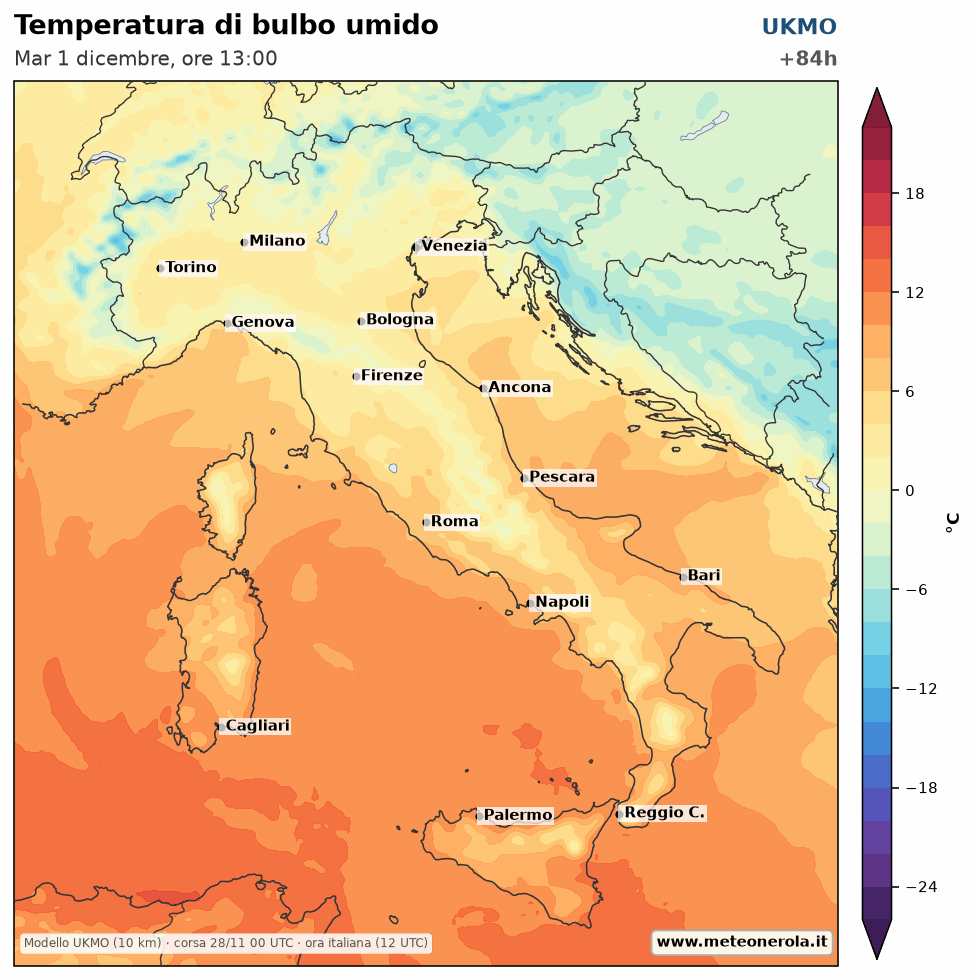 Temperatura di bulbo umido
UKMO
Mar 1 dicembre, ore 13:00
+84h
Milano
Venezia
Torino
Genova
Bologna
Firenze
Ancona
Pescara
Roma
Bari
Napoli
Cagliari
Palermo
Reggio C.
18
12
6
0
−6
−12
−18
−24
°C
Modello UKMO (10 km) · corsa 28/11 00 UTC · ora italiana (12 UTC)
www.meteonerola.it